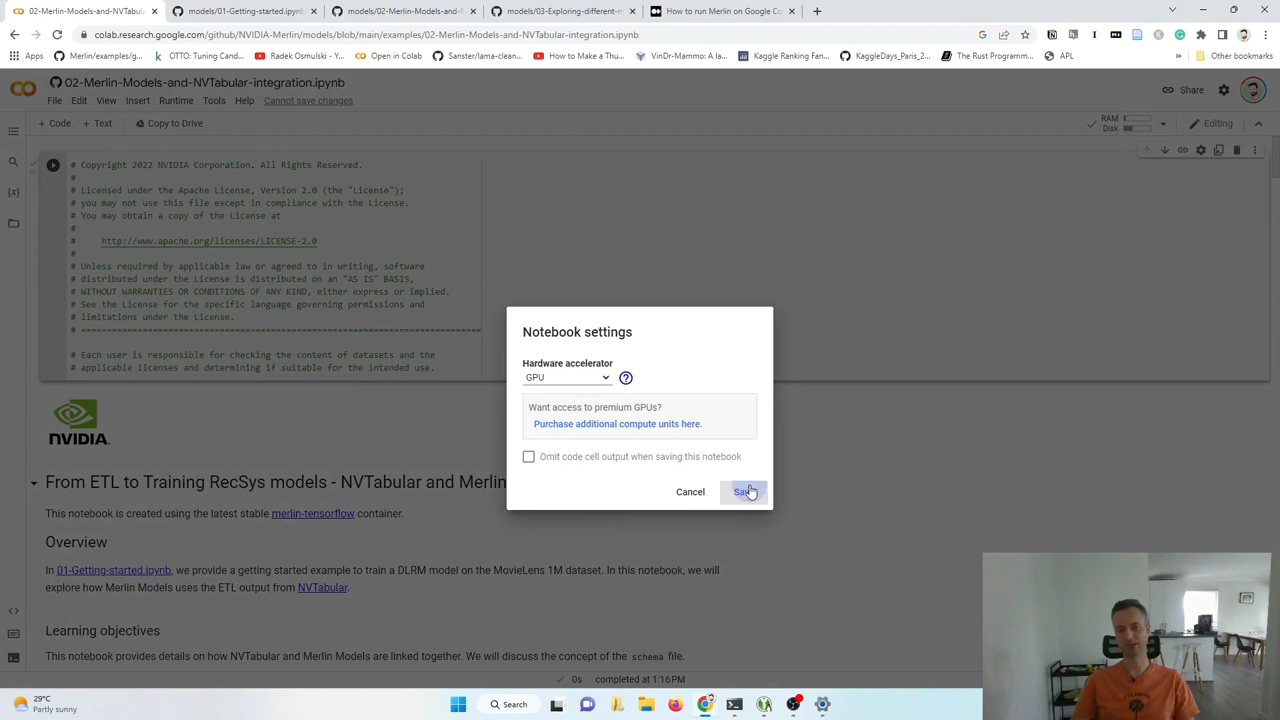 02-Merlin-Models-and-NVTabular-
models/01-Getting-started.ipynb
models/02-Merlin-Models-and-
models/03-Exploring-different-m
How to run Merlin on Google Co
colab.research.google.com/github/NVIDIA-Merlin/models/blob/main/examples/02-Merlin-Models-and-NVTabular-integration.ipynb
Apps
Merlin/examples/g...
OTTO: Tuning Cand...
Radek Osmulski - Y...
Open in Colab
Sanster/lama-clean...
How to Make a Thu...
VinDr-Mammo: A la...
Kaggle Ranking Fan...
KaggleDays_Paris_2...
The Rust Programm...
APL
Other bookmarks
02-Merlin-Models-and-NVTabular-integration.ipynb
File Edit View Insert Runtime Tools Help Cannot save changes
Share
+ Code + Text Copy to Drive
RAM
Disk
Editing
# Copyright 2022 NVIDIA Corporation. All Rights Reserved.
#
# Licensed under the Apache License, Version 2.0 (the "License");
# you may not use this file except in compliance with the License.
# You may obtain a copy of the License at
#
# http://www.apache.org/licenses/LICENSE-2.0
#
# Unless required by applicable law or agreed to in writing, software
# distributed under the License is distributed on an "AS IS" BASIS,
# WITHOUT WARRANTIES OR CONDITIONS OF ANY KIND, either express or implied.
# See the License for the specific language governing permissions and
# limitations under the License.
# ==============================================================================
# Each user is responsible for checking the content of datasets and the
# applicable licenses and determining if suitable for the intended use.
Notebook settings
Hardware accelerator
GPU
?
Want access to premium GPUs?
Purchase additional compute units here.
Omit code cell output when saving this notebook
Cancel
NVIDIA.
From ETL to Training RecSys models - NVTabular and Merlin
This notebook is created using the latest stable merlin-tensorflow container.
Overview
In 01-Getting-started.ipynb, we provide a getting started example to train a DLRM model on the MovieLens 1M dataset. In this notebook, we will
explore how Merlin Models uses the ETL output from NVTabular.
Learning objectives
This notebook provides details on how NVTabular and Merlin Models are linked together. We will discuss the concept of the schema file.
0s completed at 1:16 PM
29°C
Partly sunny
Search